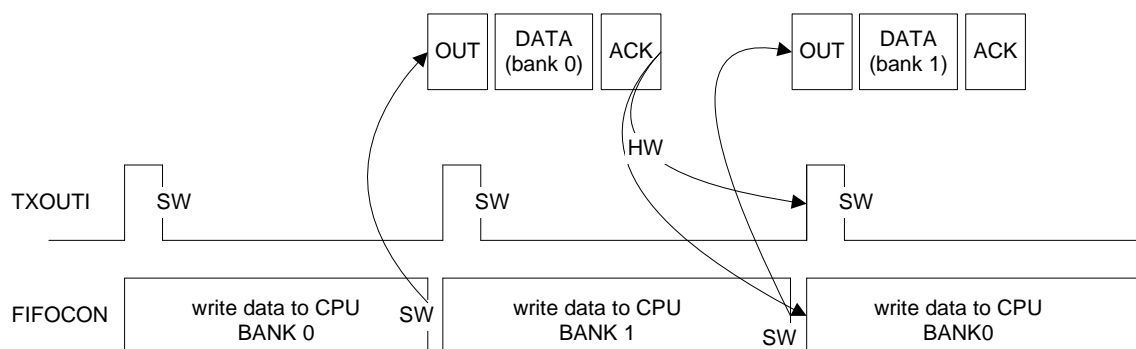 OUT DATA (bank 0) ACK OUT DATA (bank 1) ACK
HW
TXOUTI SW SW SW
FIFOCON write data to CPU BANK 0 SW write data to CPU BANK 1 SW write data to CPU BANK0